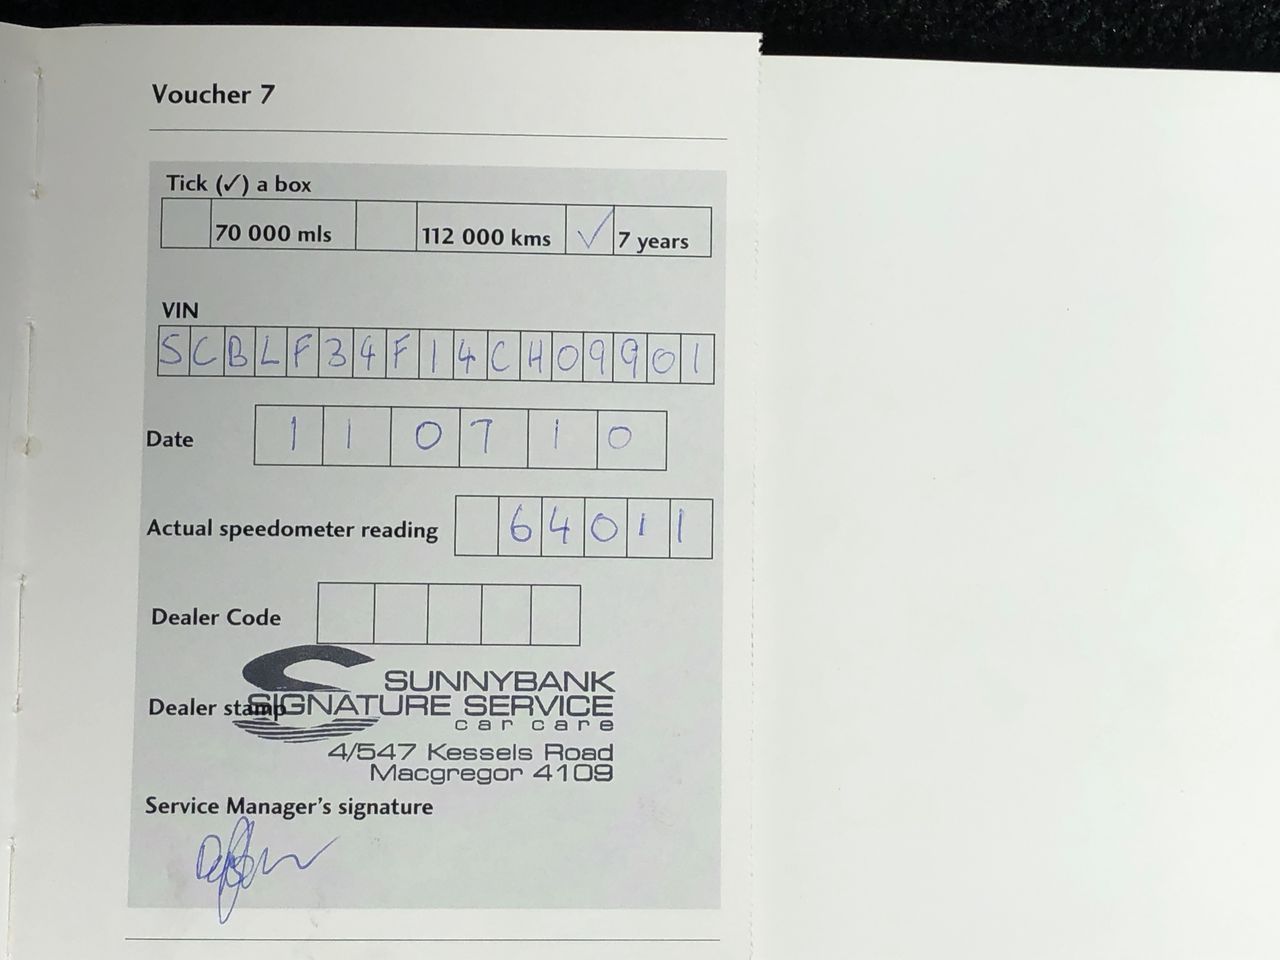 Voucher 7
Tick (✓) a box
70 000 mls 112 000 kms ✓ 7 years
VIN
SCBLF34F14CH09901
Date 110710
Actual speedometer reading 64011
Dealer Code
SUNNYBANK
Dealer stamp SIGNATURE SERVICE
car care
4/547 Kessels Road
Macgregor 4109
Service Manager's signature